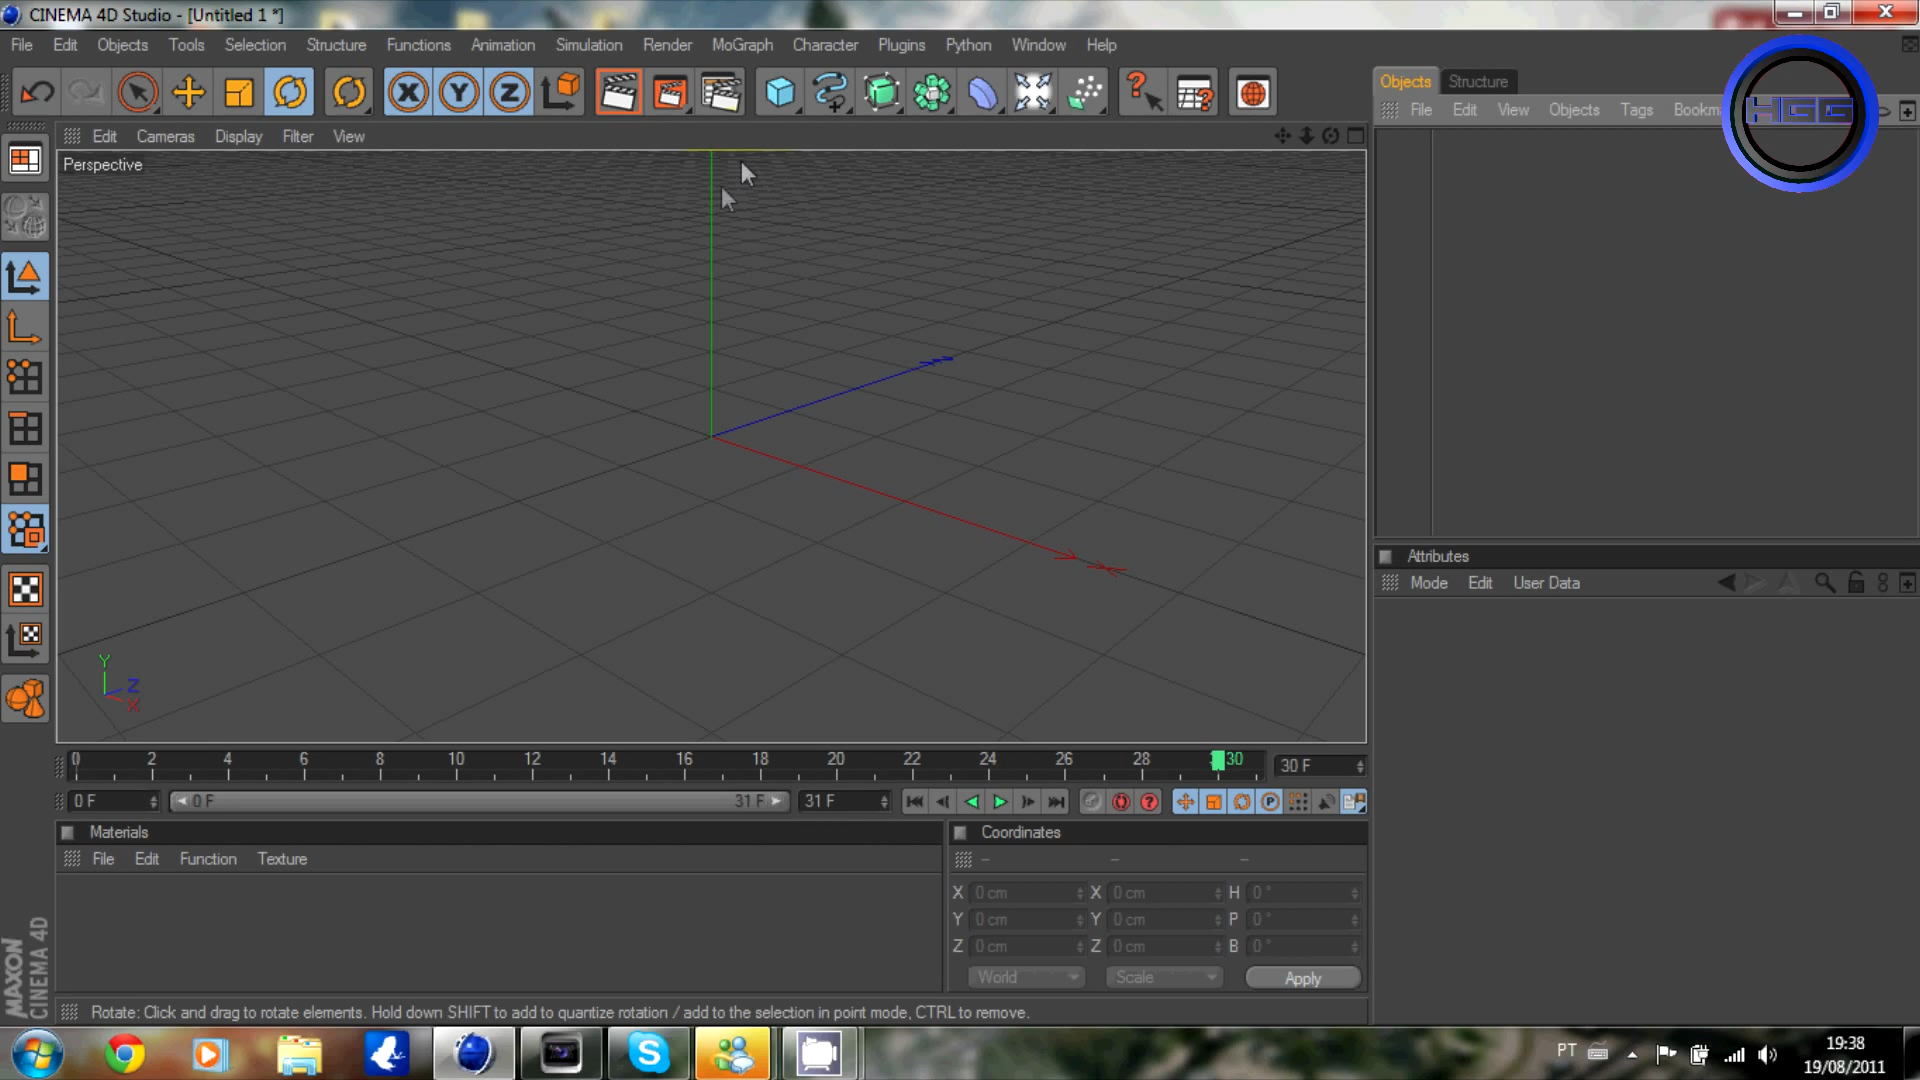 CINEMA 4D Studio - [Untitled 1 *]
File Edit Objects Tools Selection Structure Functions Animation Simulation Render MoGraph Character Plugins Python Window Help
X Y Z
Objects Structure
File Edit View Objects Tags Bookm
HGG
Edit Cameras Display Filter View
Perspective
Y
Z
X
Attributes
Mode Edit User Data
0 2 4 6 8 10 12 14 16 18 20 22 24 26 28 30
30 F
0 F
0 F 31 F
31 F
Materials
File Edit Function Texture
Coordinates
X 0 cm X 0 cm H 0 °
Y 0 cm Y 0 cm P 0 °
Z 0 cm Z 0 cm B 0 °
World Scale Apply
MAXON
CINEMA 4D
Rotate: Click and drag to rotate elements. Hold down SHIFT to add to quantize rotation / add to the selection in point mode, CTRL to remove.
PT
19:38
19/08/2011